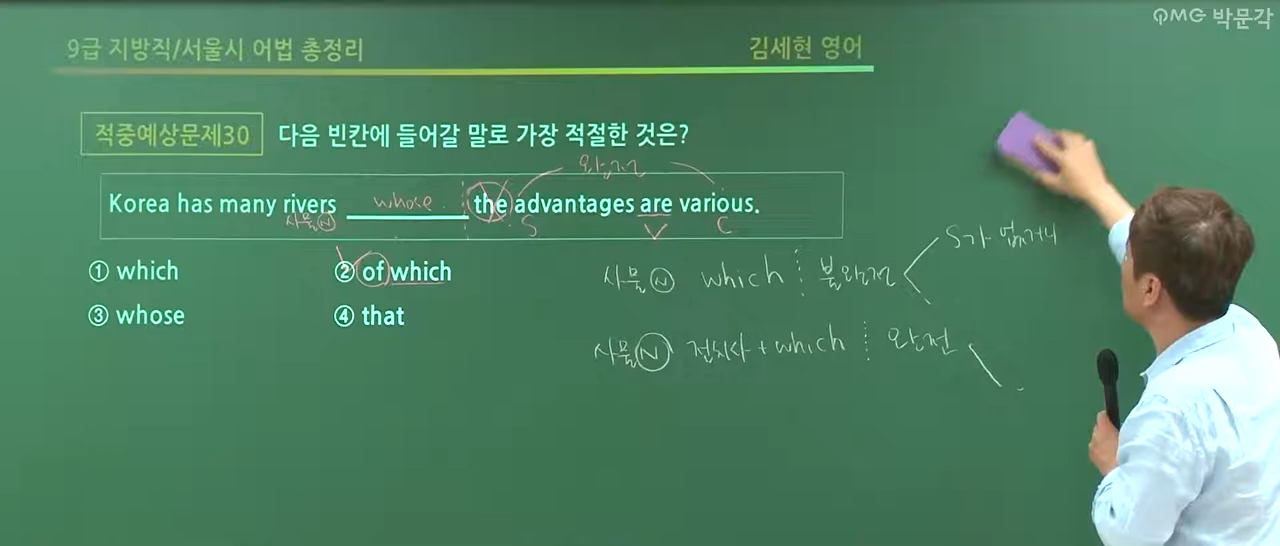 QMG 박문각
9급 지방직/서울시 어법 총정리
김세현 영어
적중예상문제30 다음 빈칸에 들어갈 말로 가장 적절한 것은?
완전
Korea has many rivers whose the advantages are various.
사물 N S V C
① which ② of which
③ whose ④ that
사물 N which 불완전
S가 없거나
사물 N 전치사+which 완전